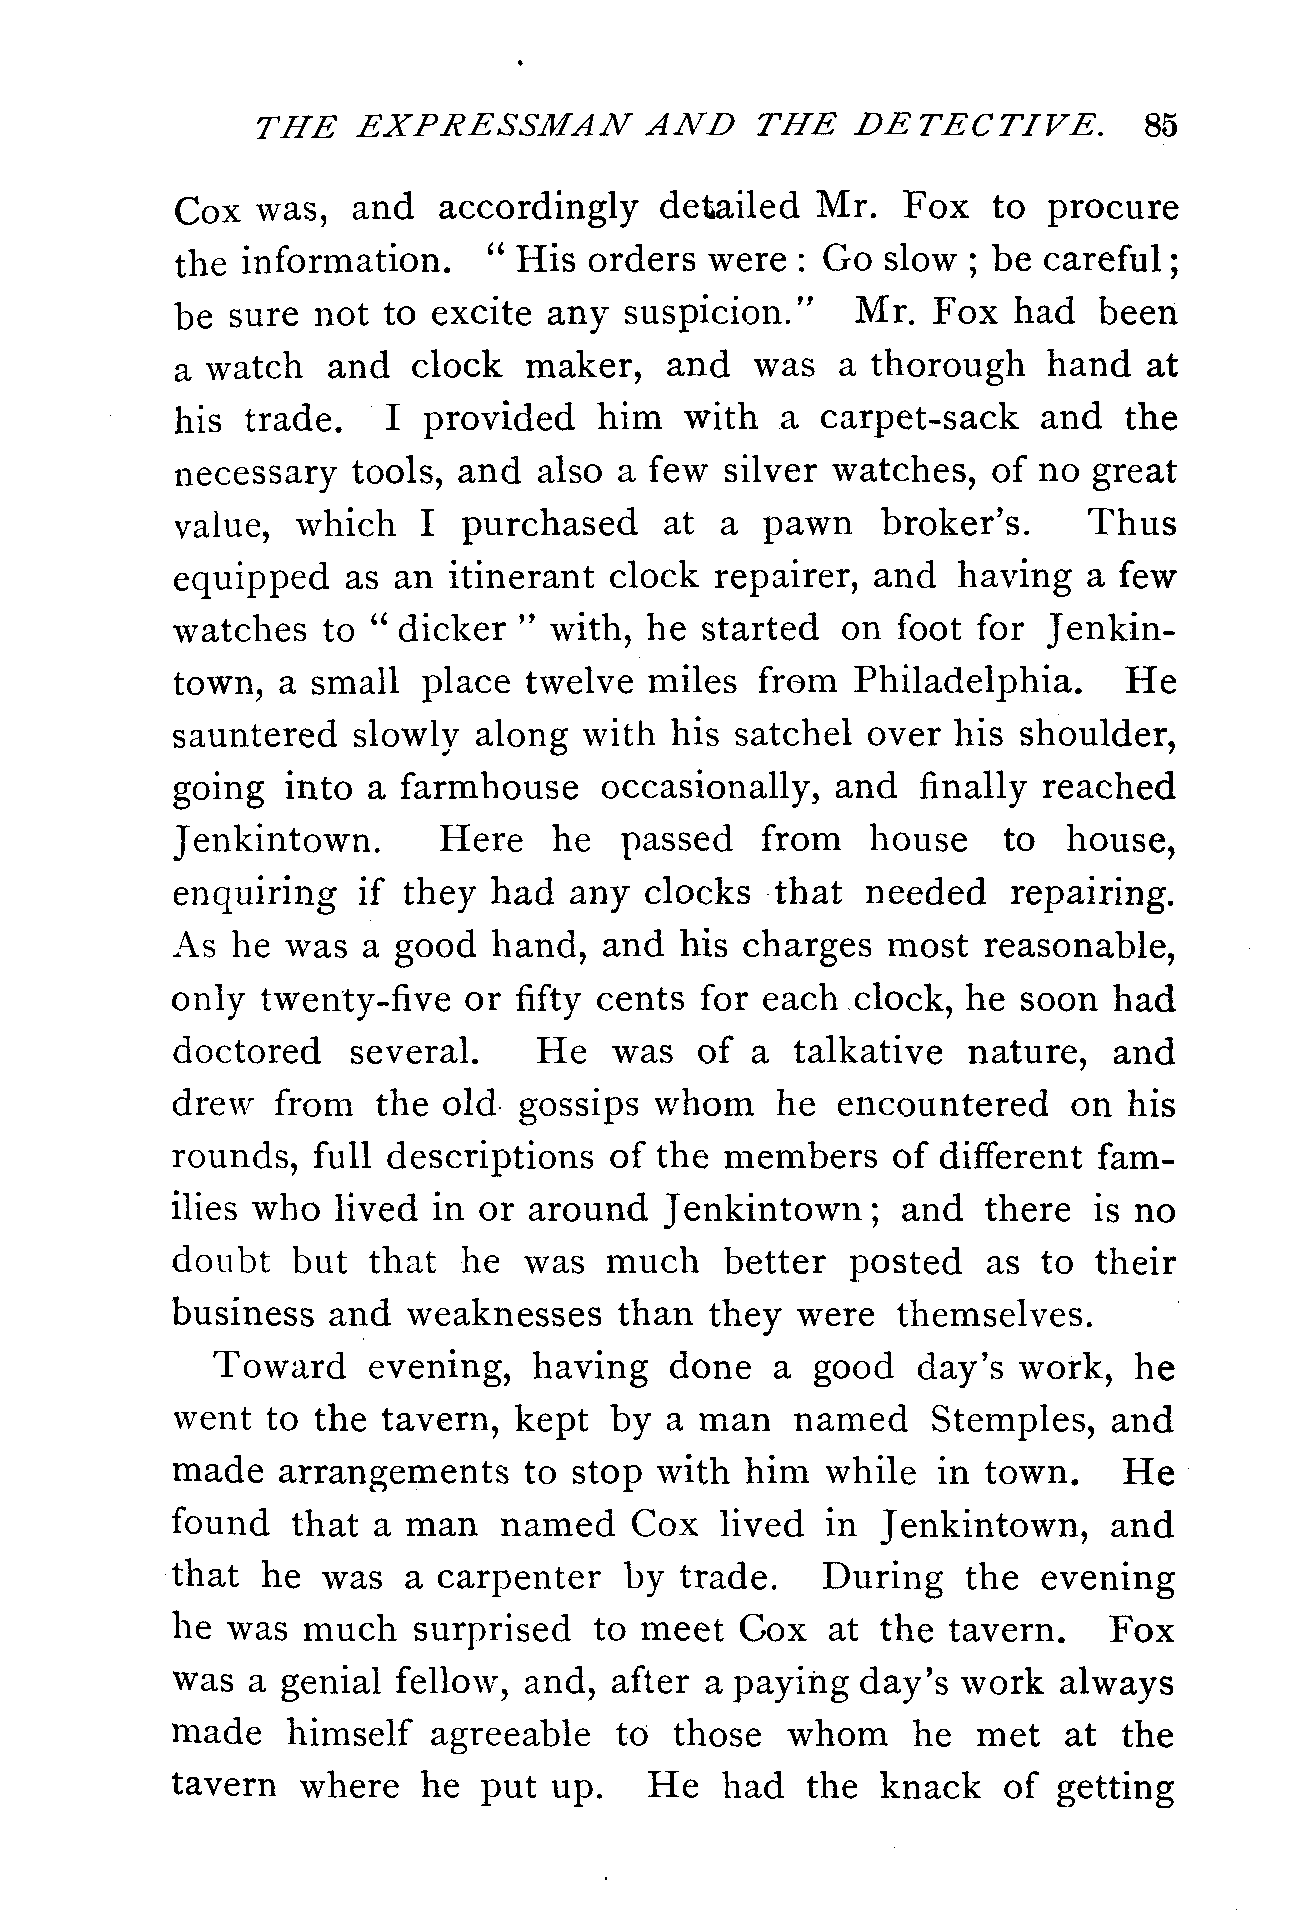 THE EXPRESSMAN AND THE DETECTIVE. 85
Cox was, and accordingly detailed Mr. Fox to procure
the information. " His orders were : Go slow ; be careful ;
be sure not to excite any suspicion." Mr. Fox had been
a watch and clock maker, and was a thorough hand at
his trade. I provided him with a carpet-sack and the
necessary tools, and also a few silver watches, of no great
value, which I purchased at a pawn broker's. Thus
equipped as an itinerant clock repairer, and having a few
watches to " dicker " with, he started on foot for Jenkin-
town, a small place twelve miles from Philadelphia. He
sauntered slowly along with his satchel over his shoulder,
going into a farmhouse occasionally, and finally reached
Jenkintown. Here he passed from house to house,
enquiring if they had any clocks that needed repairing.
As he was a good hand, and his charges most reasonable,
only twenty-five or fifty cents for each clock, he soon had
doctored several. He was of a talkative nature, and
drew from the old gossips whom he encountered on his
rounds, full descriptions of the members of different fam-
ilies who lived in or around Jenkintown ; and there is no
doubt but that he was much better posted as to their
business and weaknesses than they were themselves.
Toward evening, having done a good day's work, he
went to the tavern, kept by a man named Stemples, and
made arrangements to stop with him while in town. He
found that a man named Cox lived in Jenkintown, and
that he was a carpenter by trade. During the evening
he was much surprised to meet Cox at the tavern. Fox
was a genial fellow, and, after a paying day's work always
made himself agreeable to those whom he met at the
tavern where he put up. He had the knack of getting